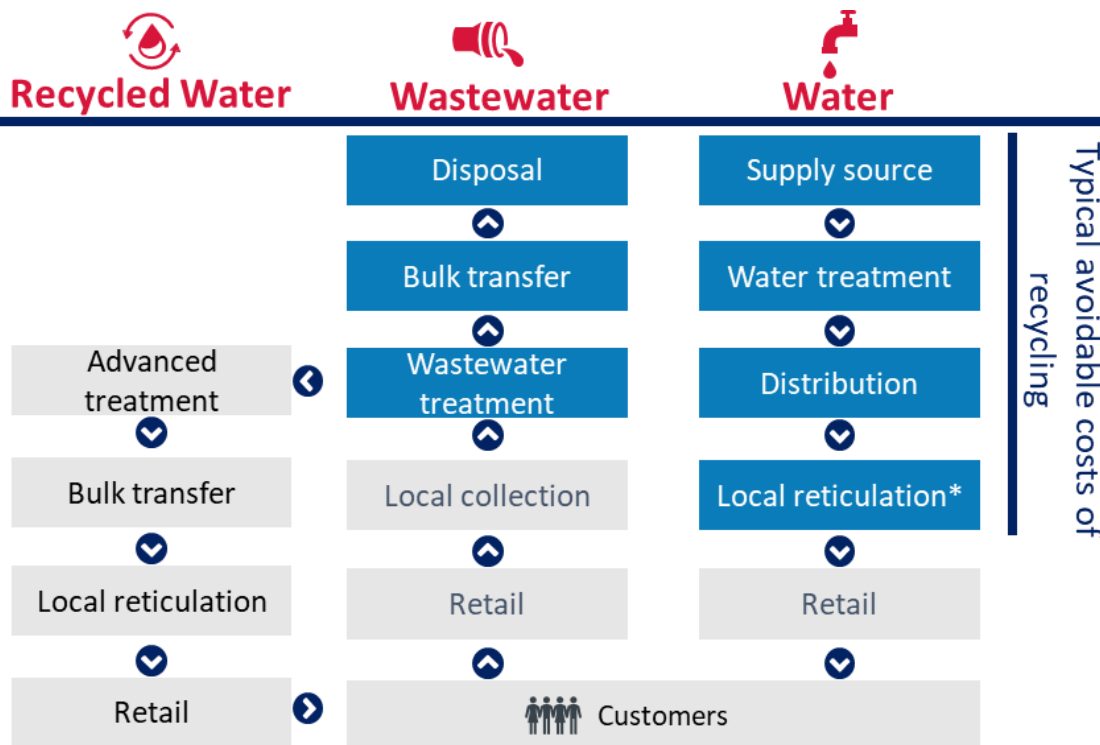 Recycled Water
Wastewater
Water
Disposal
Supply source
Bulk transfer
Water treatment
Advanced
treatment
Wastewater
treatment
Distribution
Bulk transfer
Local collection
Local reticulation*
Local reticulation
Retail
Retail
Retail
Customers
Typical avoidable costs of
recycling